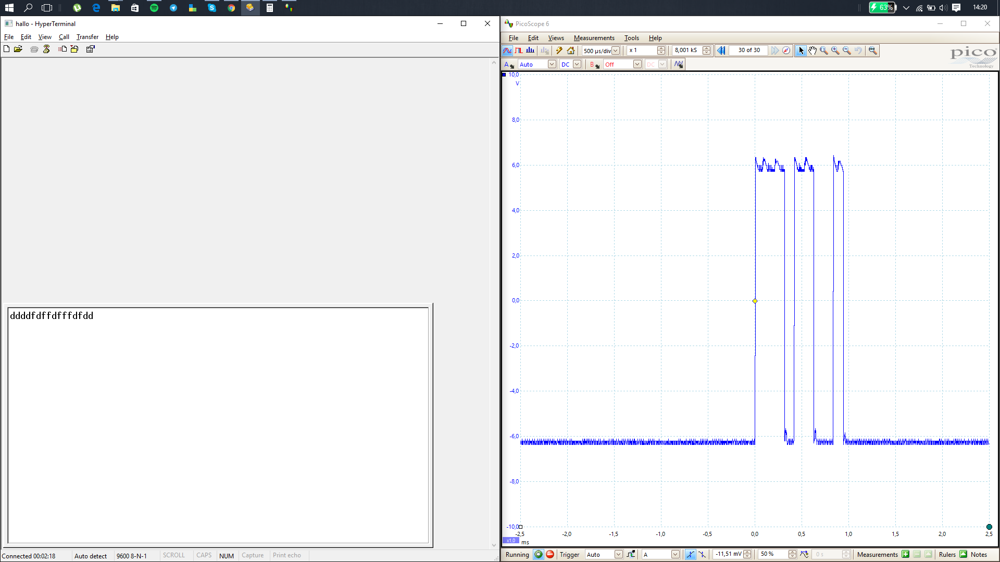 63%
14:20
hallo - HyperTerminal
File Edit View Call Transfer Help
ddddfdffdfffdfdd
Connected 00:02:18 Auto detect 9600 8-N-1 SCROLL CAPS NUM Capture Print echo
PicoScope 6
File Edit Views Measurements Tools Help
500 µs/div x 1 8,001 kS 30 of 30
pico
Technology
A Auto DC B Off DC
10,0
V
8,0
6,0
4,0
2,0
0,0
-2,0
-4,0
-6,0
-8,0
-10,0
-2,5 -2,0 -1,5 -1,0 -0,5 0,0 0,5 1,0 1,5 2,0 2,5
x1,0 ms
Running Trigger Auto A -11,51 mV 50 % 0 s Measurements Rulers Notes